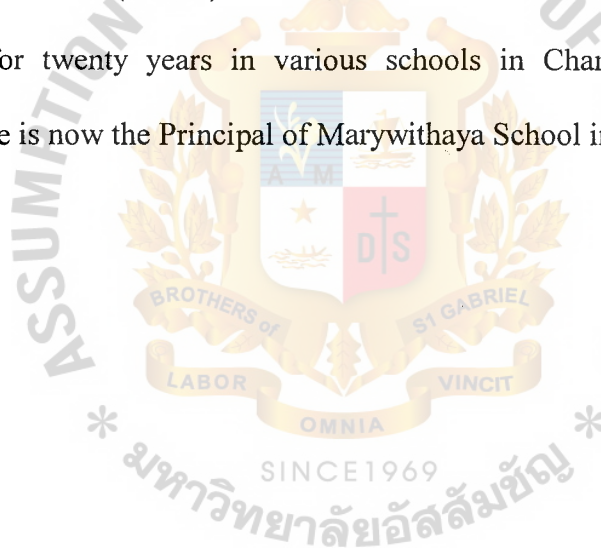 for twenty years in various schools in Chan
e is now the Principal of Marywithaya School i
ASSUMPTION
OF
A M
D S
BROTHERS of
ST GABRIEL
LABOR
VINCIT
OMNIA
SINCE1969
* มหาวิทยาลัยอัสสัมชัญ *